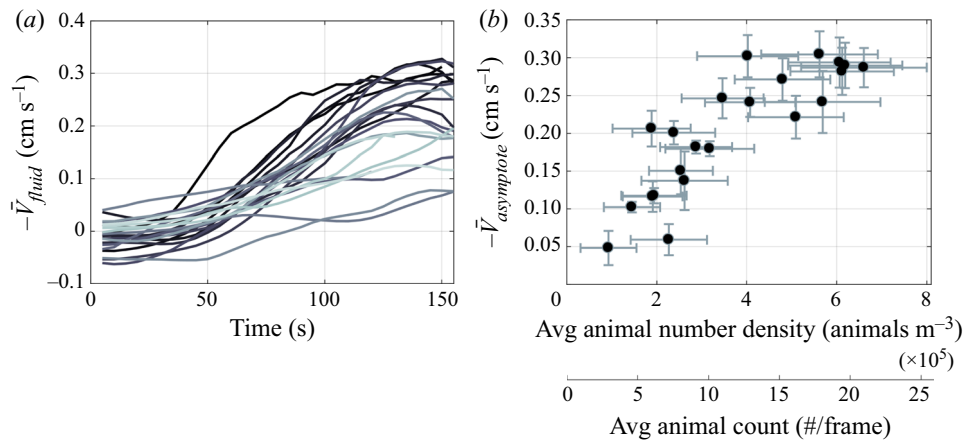 (a)
0.4
0.3
0.2
0.1
0
–0.1
−V̄fluid (cm s−1)
0 50 100 150
Time (s)
(b)
0.35
0.30
0.25
0.20
0.15
0.10
0.05
−V̄asymptote (cm s−1)
0 2 4 6 8
Avg animal number density (animals m−3)
(×10^5)
0 5 10 15 20 25
Avg animal count (#/frame)